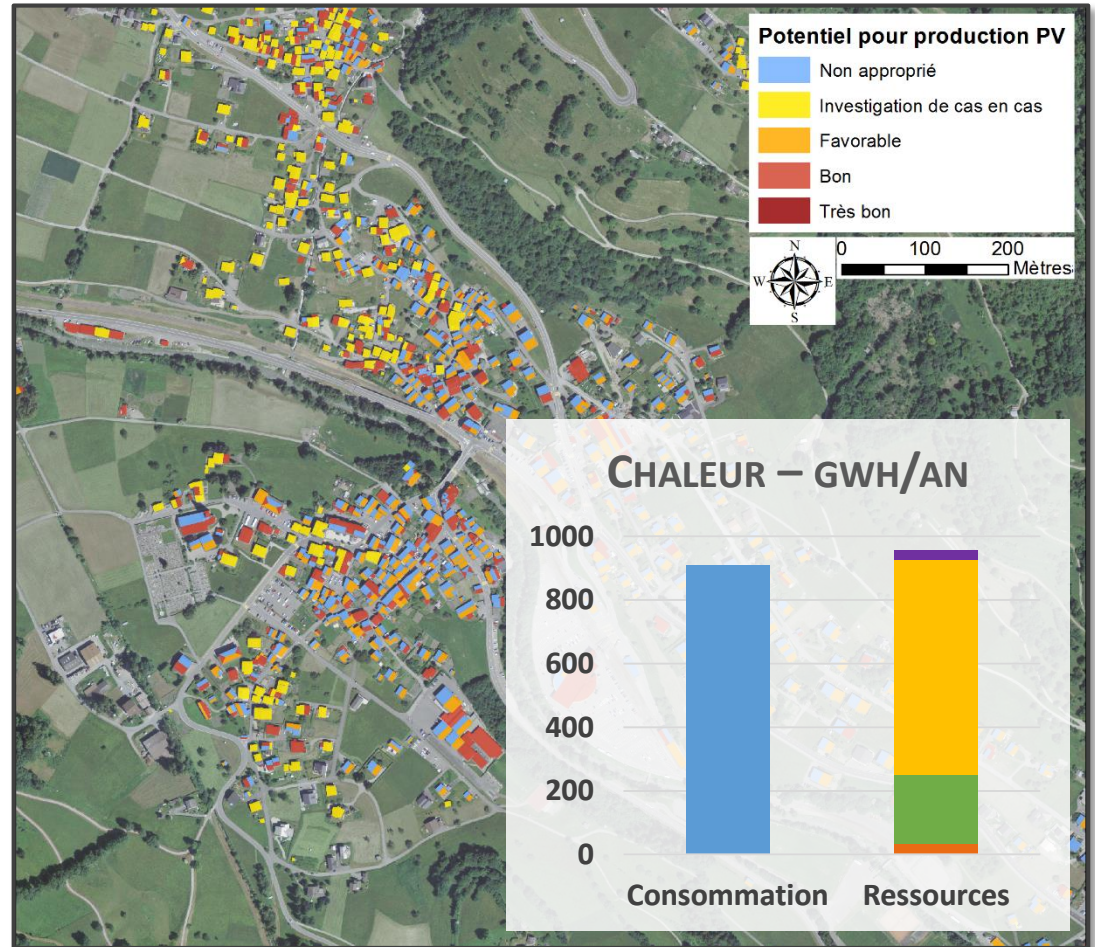 Potentiel pour production PV
Non approprié
Investigation de cas en cas
Favorable
Bon
Très bon
N
W E
S
0 100 200
Mètres
CHALEUR – GWH/AN
1000
800
600
400
200
0
Consommation Ressources